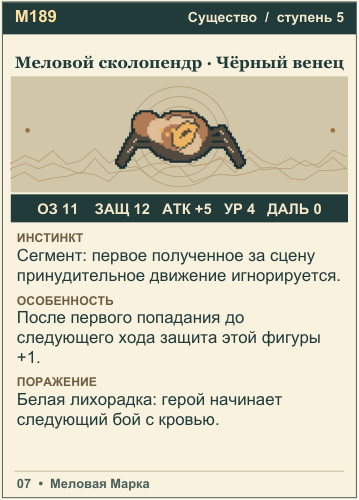 М189
Существо / ступень 5
Меловой сколопендр · Чёрный венец
ОЗ 11 ЗАЩ 12 АТК +5 УР 4 ДАЛЬ 0
ИНСТИНКТ
Сегмент: первое полученное за сцену
принудительное движение игнорируется.
ОСОБЕННОСТЬ
После первого попадания до
следующего хода защита этой фигуры
+1.
ПОРАЖЕНИЕ
Белая лихорадка: герой начинает
следующий бой с кровью.
07 • Меловая Марка